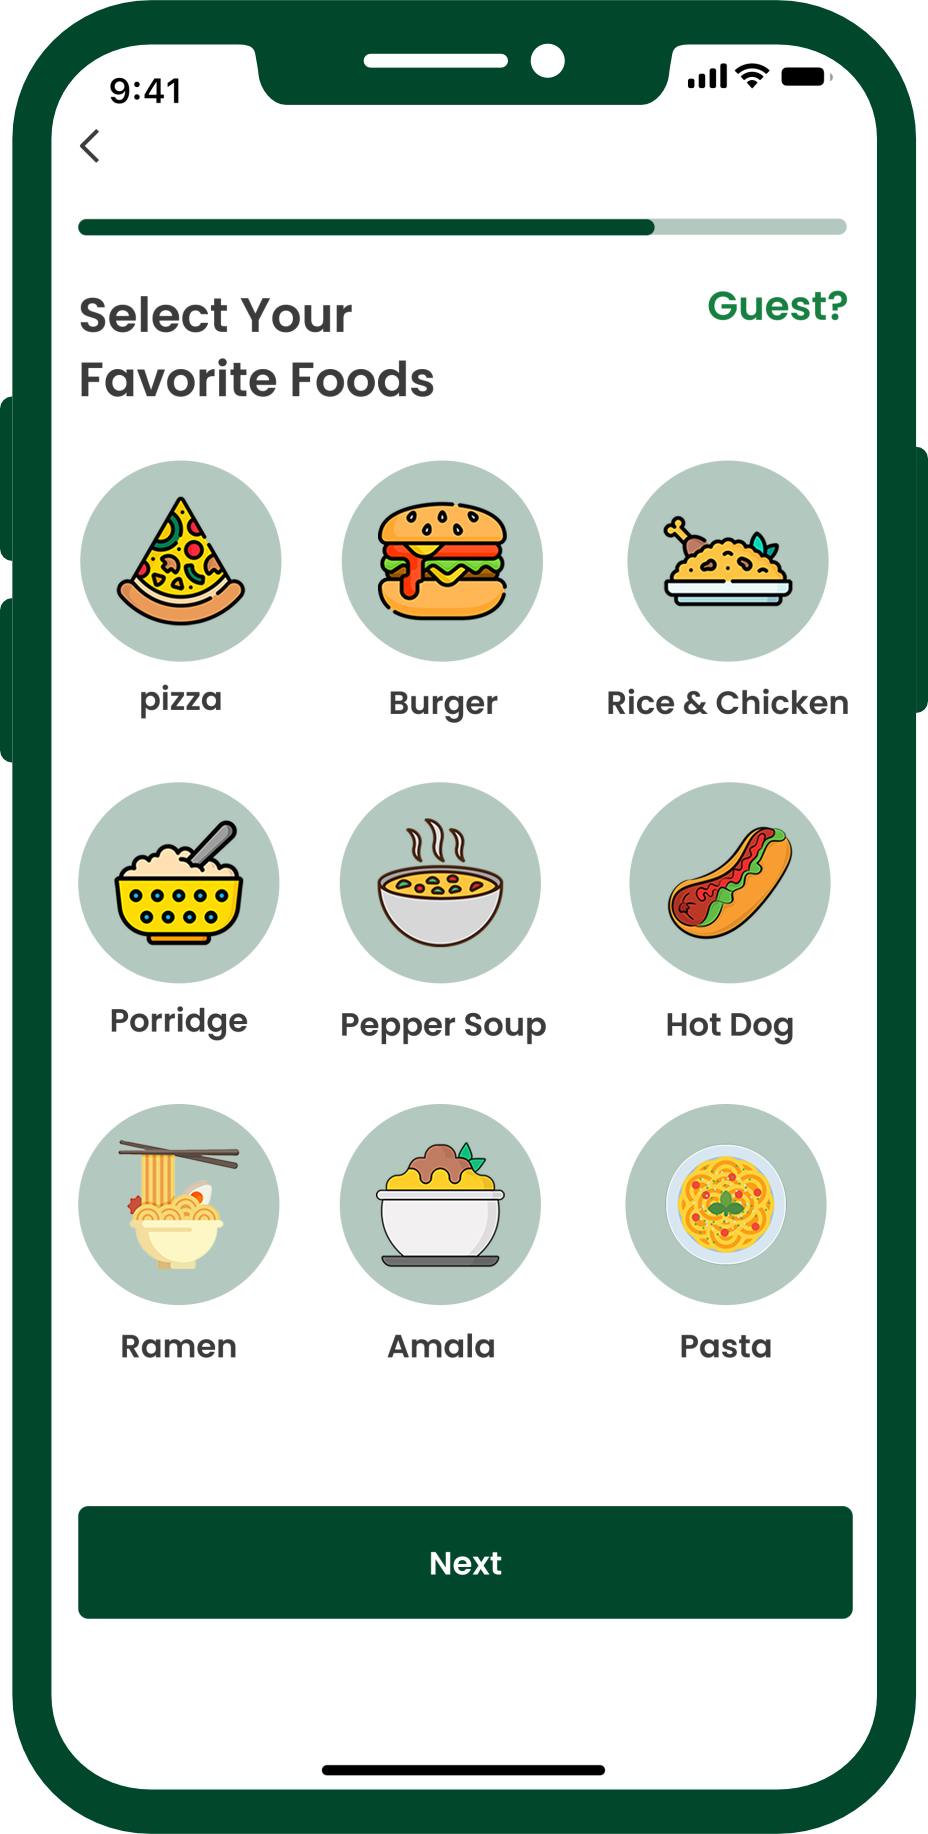 9:41
Select Your
Favorite Foods
Guest?
pizza
Burger
Rice & Chicken
Porridge
Pepper Soup
Hot Dog
Ramen
Amala
Pasta
Next